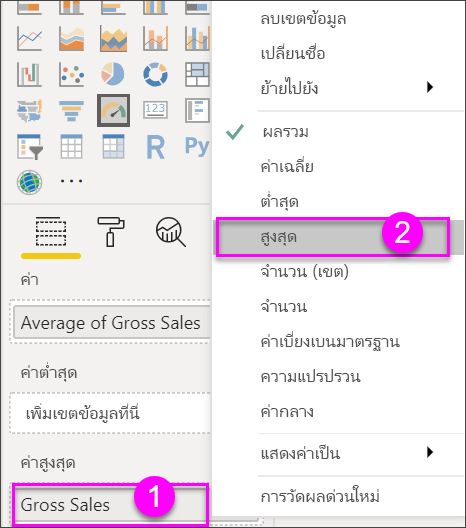 ลบเขตข้อมูล
เปลี่ยนชื่อ
ย้ายไปยัง
ผลรวม
ค่าเฉลี่ย
ต่ำสุด
สูงสุด
2
จำนวน (เขต)
จำนวน
ค่าเบี่ยงเบนมาตรฐาน
ความแปรปรวน
ค่ากลาง
แสดงค่าเป็น
การวัดผลด่วนใหม่
123
R
Py
ค่า
Average of Gross Sales
ค่าต่ำสุด
เพิ่มเขตข้อมูลที่นี่
ค่าสูงสุด
1
Gross Sales